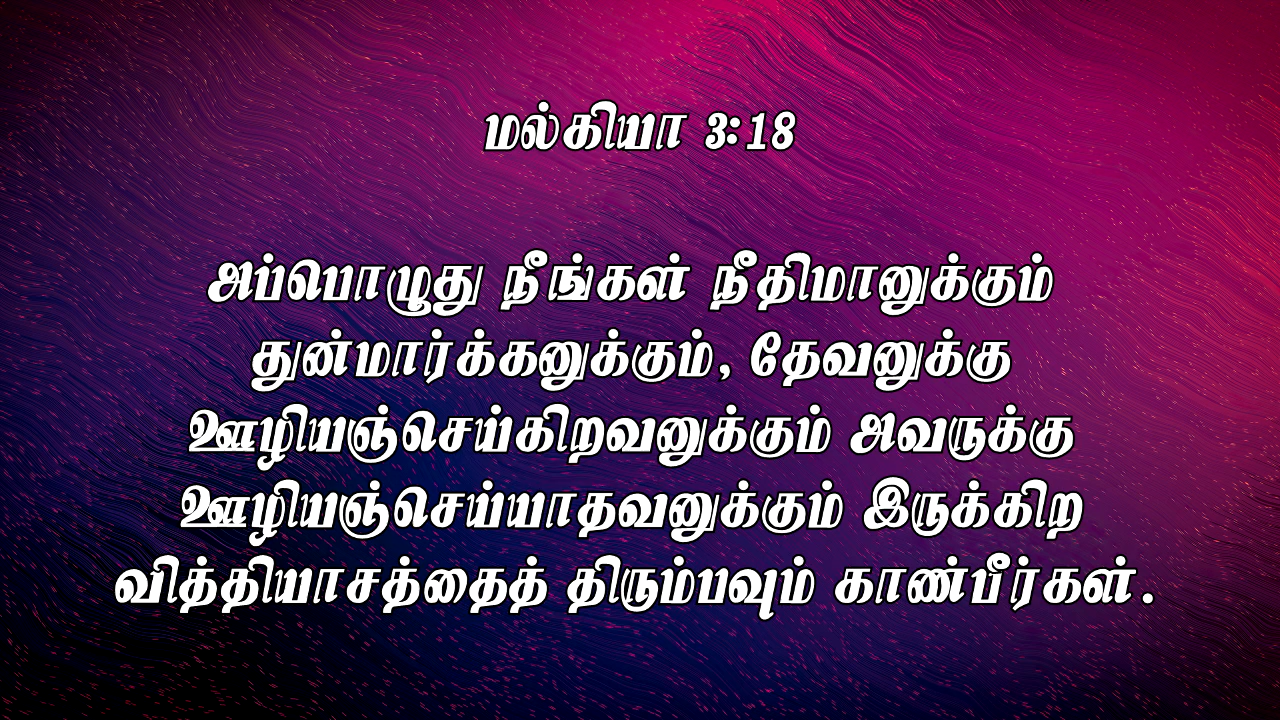 மல்கியா 3:18
அப்பொழுது நீங்கள் நீதிமானுக்கும்
துன்மார்க்கனுக்கும், தேவனுக்கு
ஊழியஞ்செய்கிறவனுக்கும் அவருக்கு
ஊழியஞ்செய்யாதவனுக்கும் இருக்கிற
வித்தியாசத்தைத் திரும்பவும் காண்பீர்கள்.